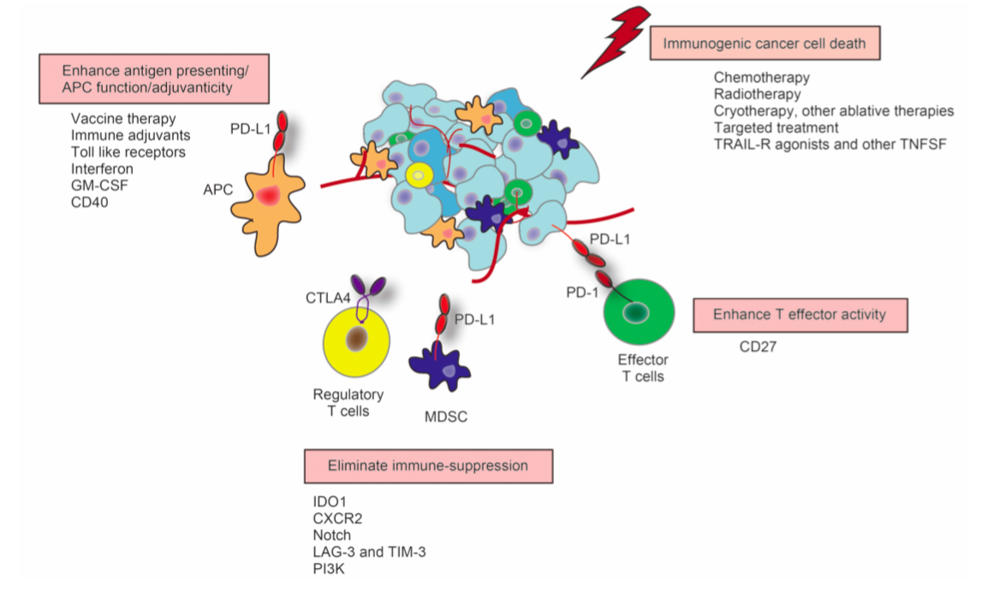 Immunogenic cancer cell death
Chemotherapy
Radiotherapy
Cryotherapy, other ablative therapies
Targeted treatment
TRAIL-R agonists and other TNFSF
Enhance antigen presenting/
APC function/adjuvanticity
Vaccine therapy
Immune adjuvants
Toll like receptors
Interferon
GM-CSF
CD40
PD-L1
APC
PD-L1
PD-1
Effector
T cells
Enhance T effector activity
CD27
CTLA4
Regulatory
T cells
PD-L1
MDSC
Eliminate immune-suppression
IDO1
CXCR2
Notch
LAG-3 and TIM-3
PI3K